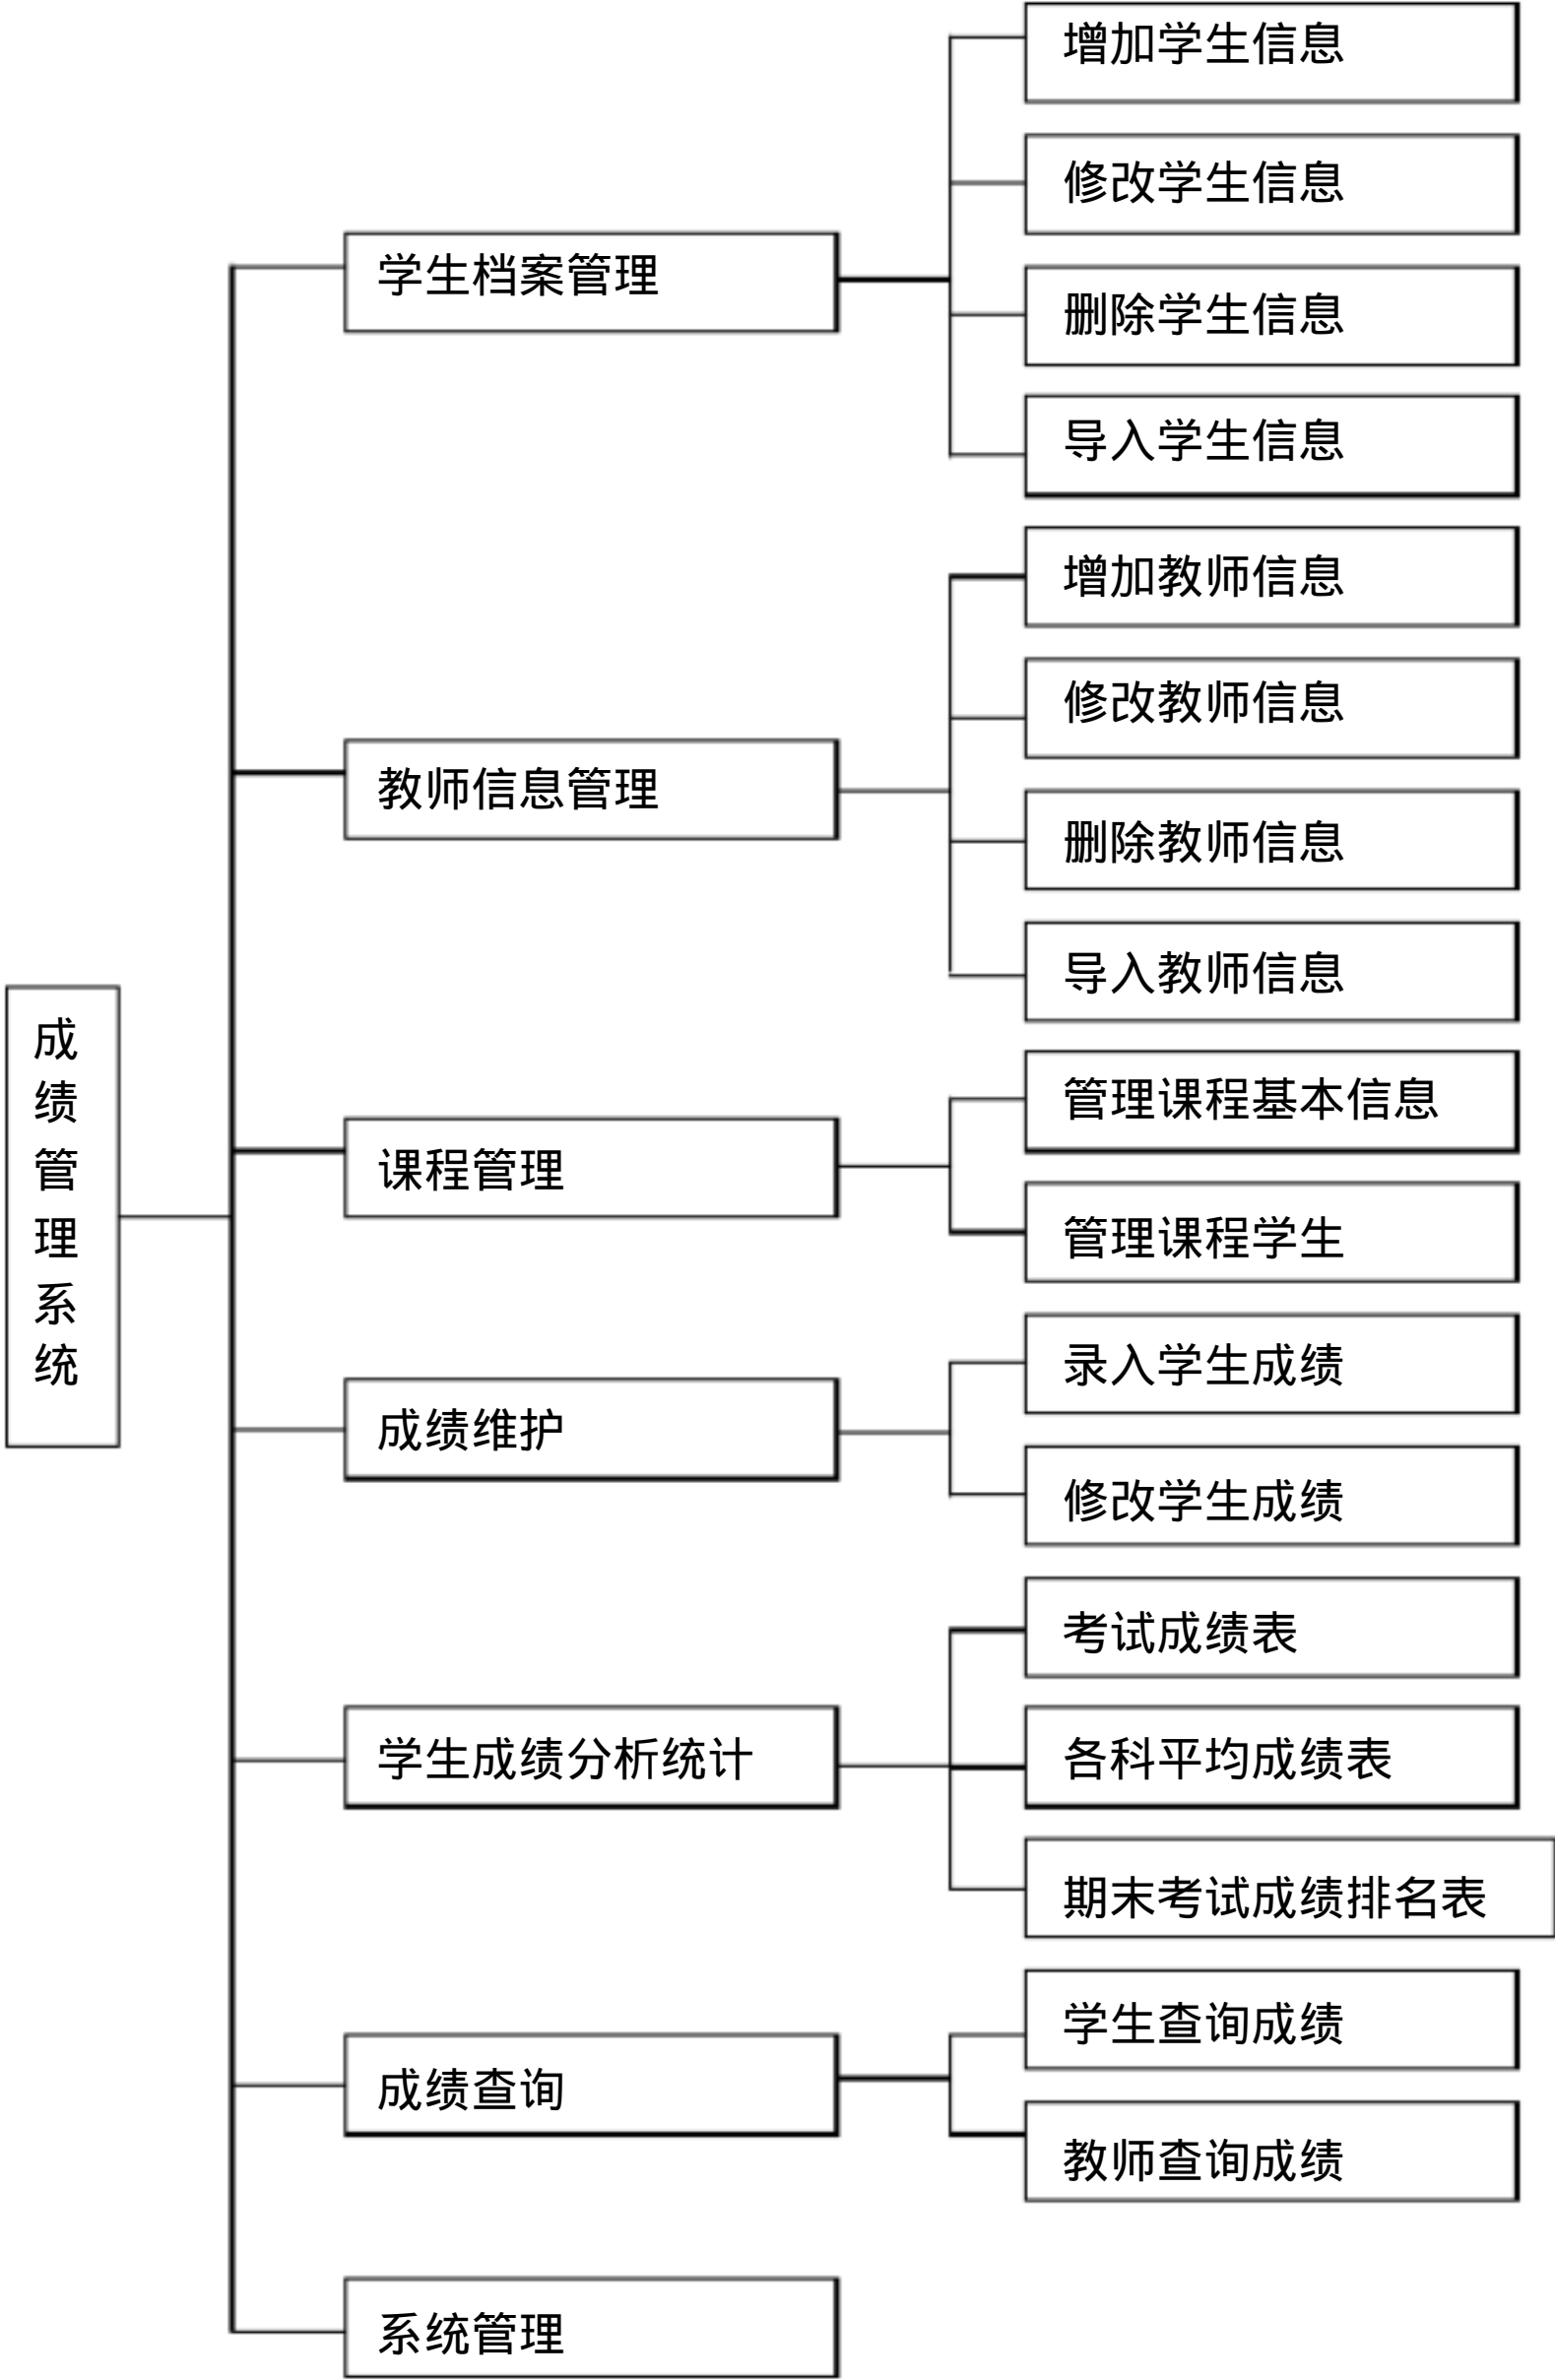 成绩管理系统
学生档案管理
增加学生信息
修改学生信息
删除学生信息
导入学生信息
教师信息管理
增加教师信息
修改教师信息
删除教师信息
导入教师信息
课程管理
管理课程基本信息
管理课程学生
成绩维护
录入学生成绩
修改学生成绩
学生成绩分析统计
考试成绩表
各科平均成绩表
期末考试成绩排名表
成绩查询
学生查询成绩
教师查询成绩
系统管理